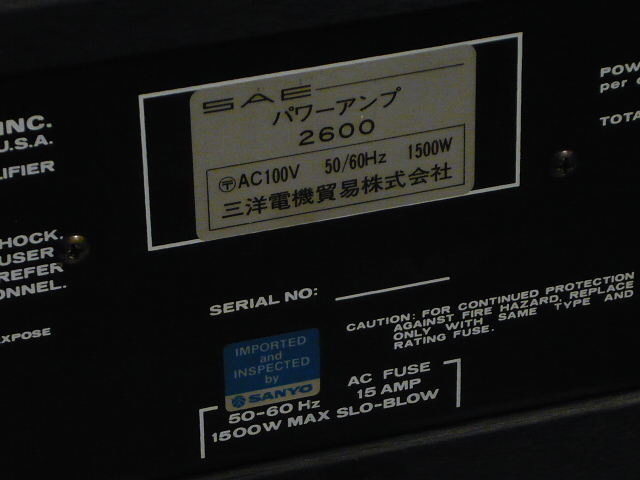 INC.
U.S.A.
LIFIER
SAE
パワーアンプ
2600
〒AC100V 50/60Hz 1500W
三洋電機貿易株式会社
POW
per
TOTA
HOCK.
USER
REFER
ONNEL.
EXPOSE
SERIAL NO:
CAUTION: FOR CONTINUED PROTECTION
AGAINST FIRE HAZARD, REPLACE
ONLY WITH SAME TYPE AND
RATING FUSE.
IMPORTED
and
INSPECTED
by
SANYO
50-60 Hz
1500W MAX
AC FUSE
15 AMP
SLO-BLOW